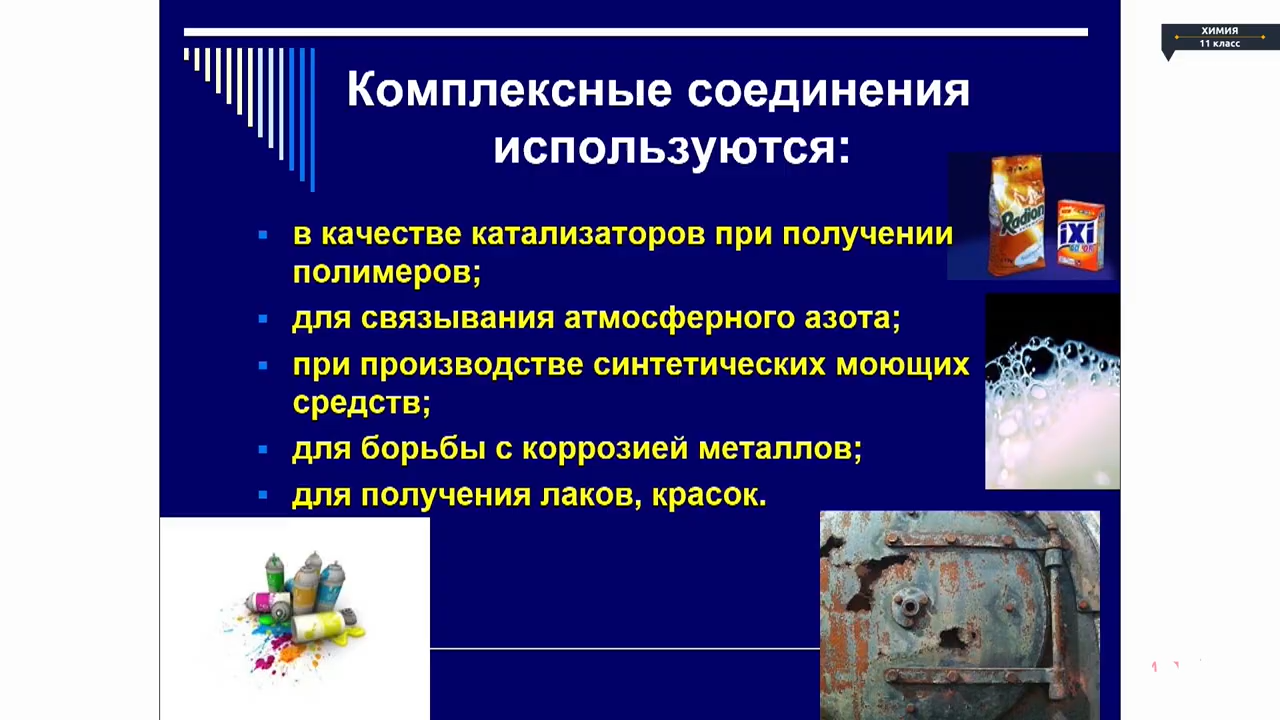 ХИМИЯ
11 класс
Комплексные соединения
используются:
в качестве катализаторов при получении
полимеров;
для связывания атмосферного азота;
при производстве синтетических моющих
средств;
для борьбы с коррозией металлов;
для получения лаков, красок.
Radion
iXi